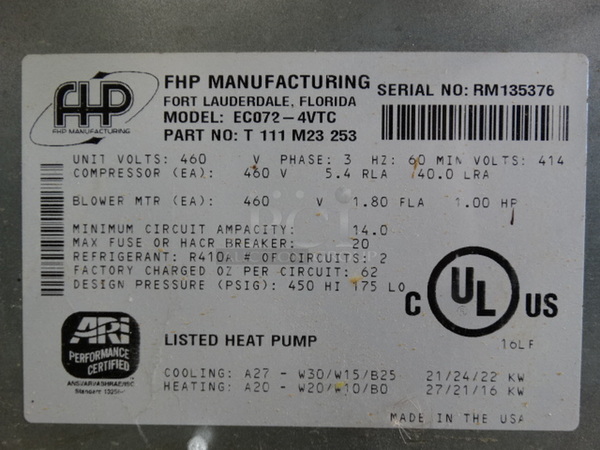 FHP
FHP MANUFACTURING
FHP MANUFACTURING
FORT LAUDERDALE, FLORIDA
MODEL: EC072-4VTC
PART NO: T 111 M23 253
SERIAL NO: RM135376
UNIT VOLTS: 460 V PHASE: 3 HZ: 60 MIN VOLTS: 414
COMPRESSOR (EA): 460 V 5.4 RLA 40.0 LRA
BLOWER MTR (EA): 460 V 1.80 FLA 1.00 HP
MINIMUM CIRCUIT AMPACITY: 14.0
MAX FUSE OR HACR BREAKER: 20
REFRIGERANT: R410A # OF CIRCUITS: 2
FACTORY CHARGED OZ PER CIRCUIT: 62
DESIGN PRESSURE (PSIG): 450 HI 175 LO
C UL US
16LF
ARI
PERFORMANCE
CERTIFIED
LISTED HEAT PUMP
COOLING: A27 - W30/W15/B25 21/24/22 KW
HEATING: A20 - W20/W10/B0 27/21/16 KW
MADE IN THE USA